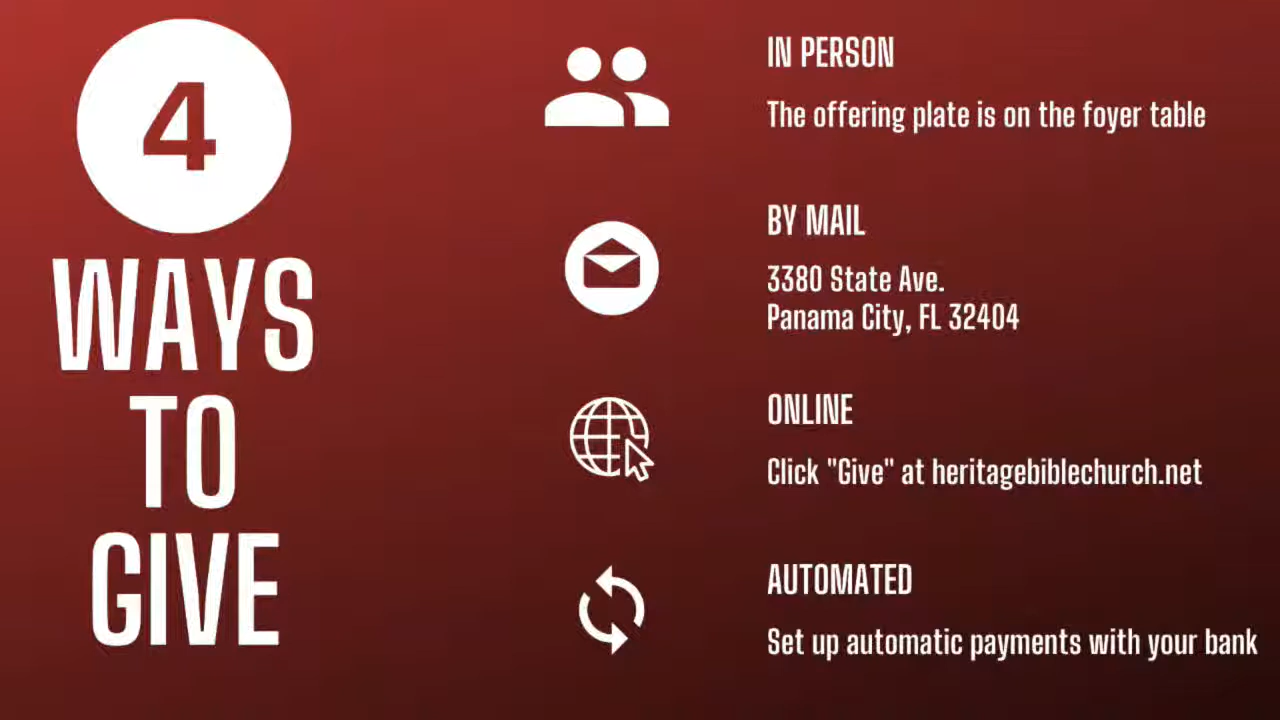 4
WAYS
TO
GIVE
IN PERSON
The offering plate is on the foyer table
BY MAIL
3380 State Ave.
Panama City, FL 32404
ONLINE
Click "Give" at heritagebiblechurch.net
AUTOMATED
Set up automatic payments with your bank